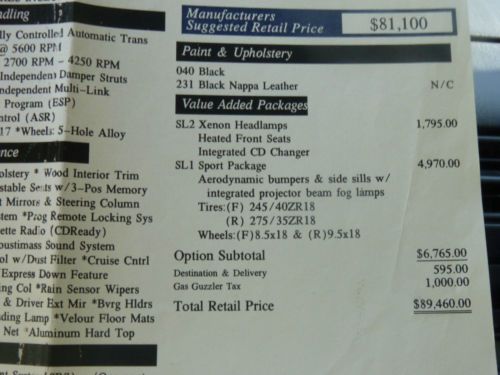 ndling
lly Controlled Automatic Trans
@ 5600 RPM
2700 RPM - 4250 RPM
Independent Damper Struts
ndependent Multi-Link
Program (ESP)
ntrol (ASR)
17 *Wheels: 5-Hole Alloy
ence
olstery * Wood Interior Trim
stable Seats w/3-Pos Memory
t Mirrors & Steering Column
stem *Prog Remote Locking Sys
ette Radio (CDReady)
oustimass Sound System
ol w/Dust Filter *Cruise Cntrl
Express Down Feature
ing Col *Rain Sensor Wipers
& Driver Ext Mir *Bvrg Hldrs
ding Lamp *Velour Floor Mats
Net *Aluminum Hard Top
Manufacturers
Suggested Retail Price $81,100
Paint & Upholstery
040 Black
231 Black Nappa Leather N/C
Value Added Packages
SL2 Xenon Headlamps 1,795.00
Heated Front Seats
Integrated CD Changer
SL1 Sport Package 4,970.00
Aerodynamic bumpers & side sills w/
integrated projector beam fog lamps
Tires:(F) 245/40ZR18
(R) 275/35ZR18
Wheels:(F)8.5x18 & (R)9.5x18
Option Subtotal $6,765.00
Destination & Delivery 595.00
Gas Guzzler Tax 1,000.00
Total Retail Price $89,460.00